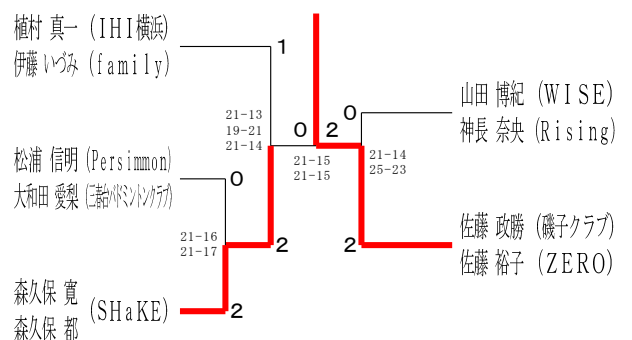 植村 真一 (IHI横浜)
伊藤 いづみ (family)
1
21-13
19-21
21-14
松浦 信明 (Persimmon)
大和田 愛梨 (三春台バドミントンクラブ)
0
21-16
21-17
2
森久保 寛
森久保 都
(SHaKE)
2
0 2
21-15
21-15
山田 博紀 (WISE)
神長 奈央 (Rising)
0
21-14
25-23
佐藤 政勝 (磯子クラブ)
佐藤 裕子 (ZERO)
2